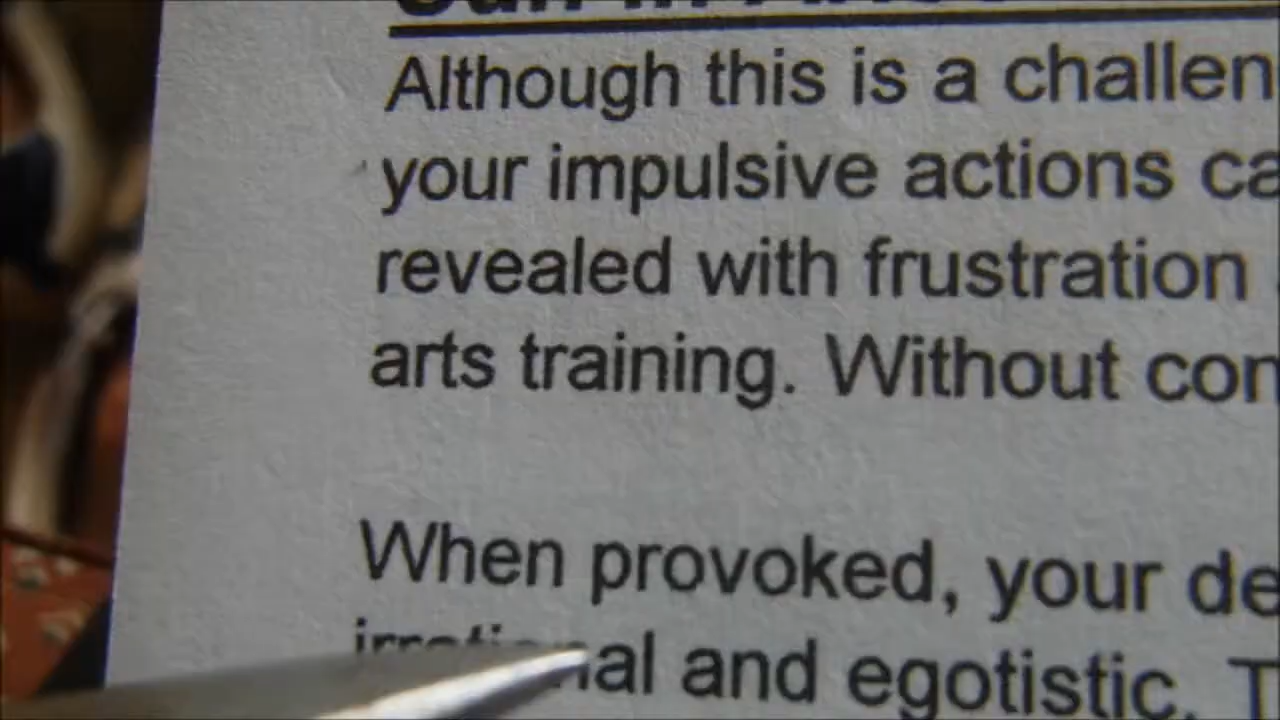 Although this is a challen
your impulsive actions ca
revealed with frustration
arts training. Without con
When provoked, your de
and egotistic. T